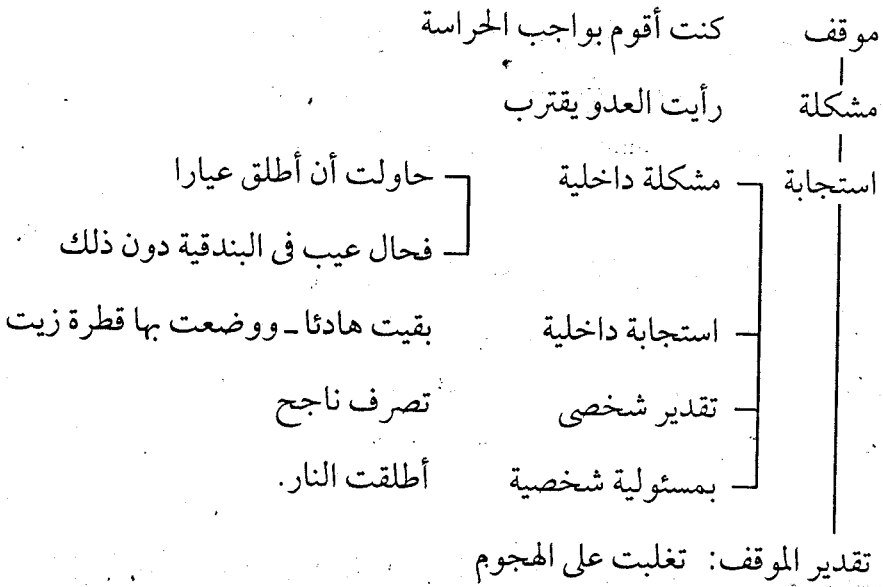 موقف كنت أقوم بواجب الحراسة
مشكلة رأيت العدو يقترب
استجابة مشكلة داخلية حاولت أن أطلق عيارا
فحال عيب فى البندقية دون ذلك
استجابة داخلية بقيت هادئا ـ ووضعت بها قطرة زيت
تقدير شخصى تصرف ناجح
بمسئولية شخصية أطلقت النار.
تقدير الموقف: تغلبت على الهجوم